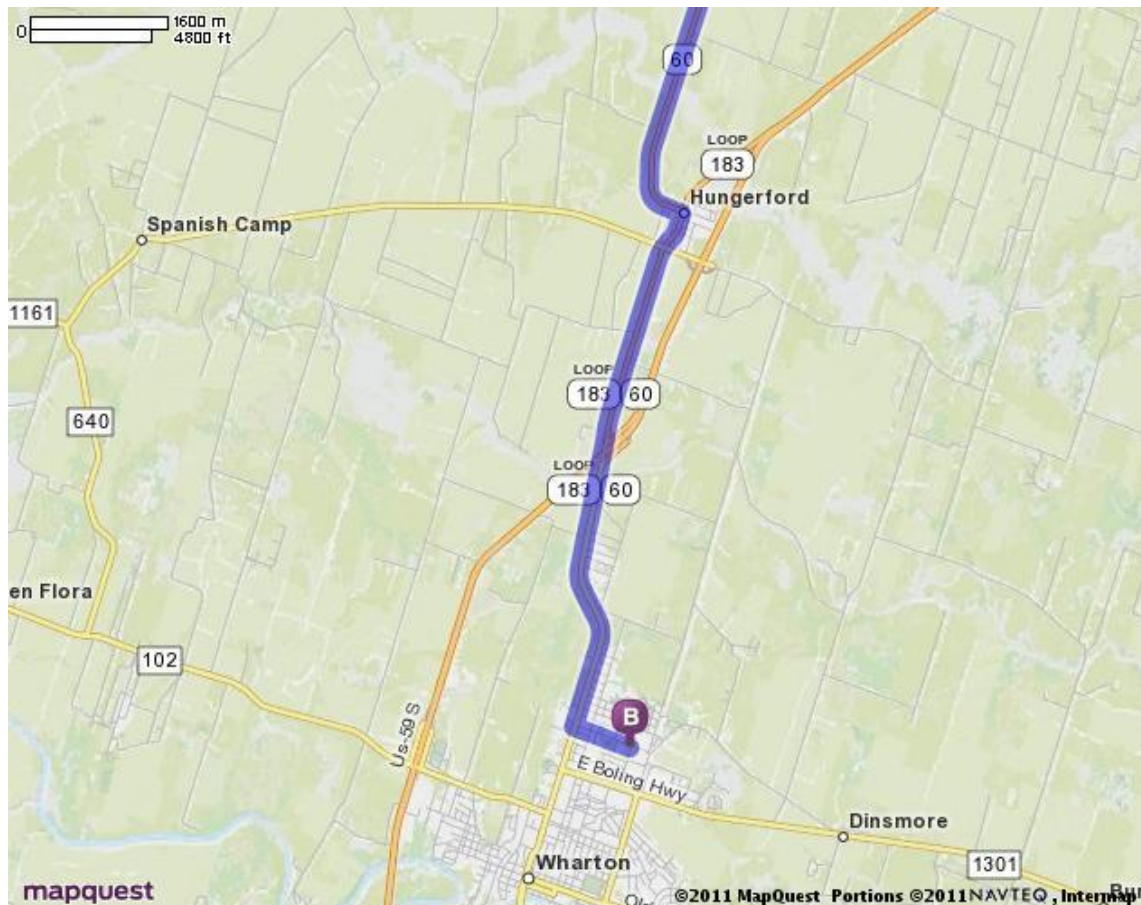 1600 m
0
4800 ft
60
LOOP
183
Hungerford
Spanish Camp
1161
LOOP
183 60
640
LOOP
183 60
en Flora
102
Us-59 S
B
E Boling Hwy
Dinsmore
Wharton
1301
mapquest
©2011 MapQuest Portions ©2011 NAVTEQ, Intermap